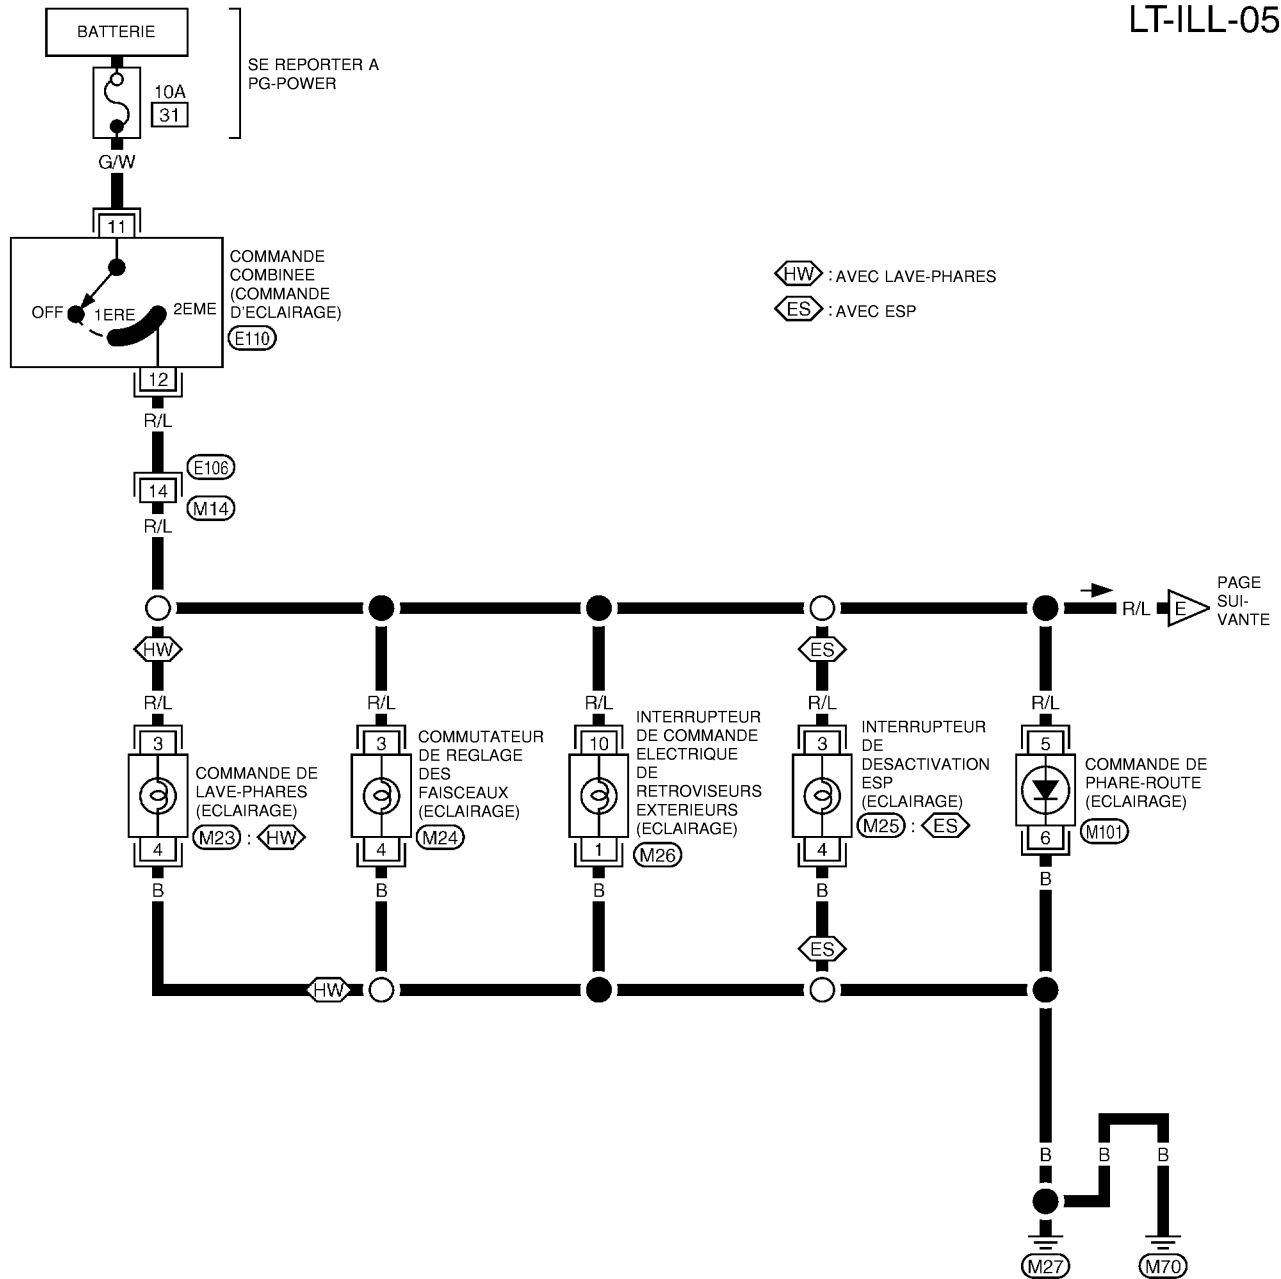 LT-ILL-05
BATTERIE
SE REPORTER A
PG-POWER
10A
31
G/W
11
COMMANDE
COMBINEE
(COMMANDE
D'ECLAIRAGE)
E110
OFF
1ERE
2EME
HW : AVEC LAVE-PHARES
ES : AVEC ESP
12
R/L
E106
14
M14
R/L
R/L
E
PAGE
SUI-
VANTE
HW
ES
R/L
R/L
R/L
R/L
R/L
3
COMMANDE DE
LAVE-PHARES
(ECLAIRAGE)
M23 : HW
4
3
COMMUTATEUR
DE REGLAGE
DES
FAISCEAUX
(ECLAIRAGE)
M24
4
10
INTERRUPTEUR
DE COMMANDE
ELECTRIQUE
DE
RETROVISEURS
EXTERIEURS
(ECLAIRAGE)
M26
1
3
INTERRUPTEUR
DE
DESACTIVATION
ESP
(ECLAIRAGE)
M25 : ES
4
5
COMMANDE DE
PHARE-ROUTE
(ECLAIRAGE)
M101
6
B
B
B
B
B
ES
HW
B
B
B
M27
M70